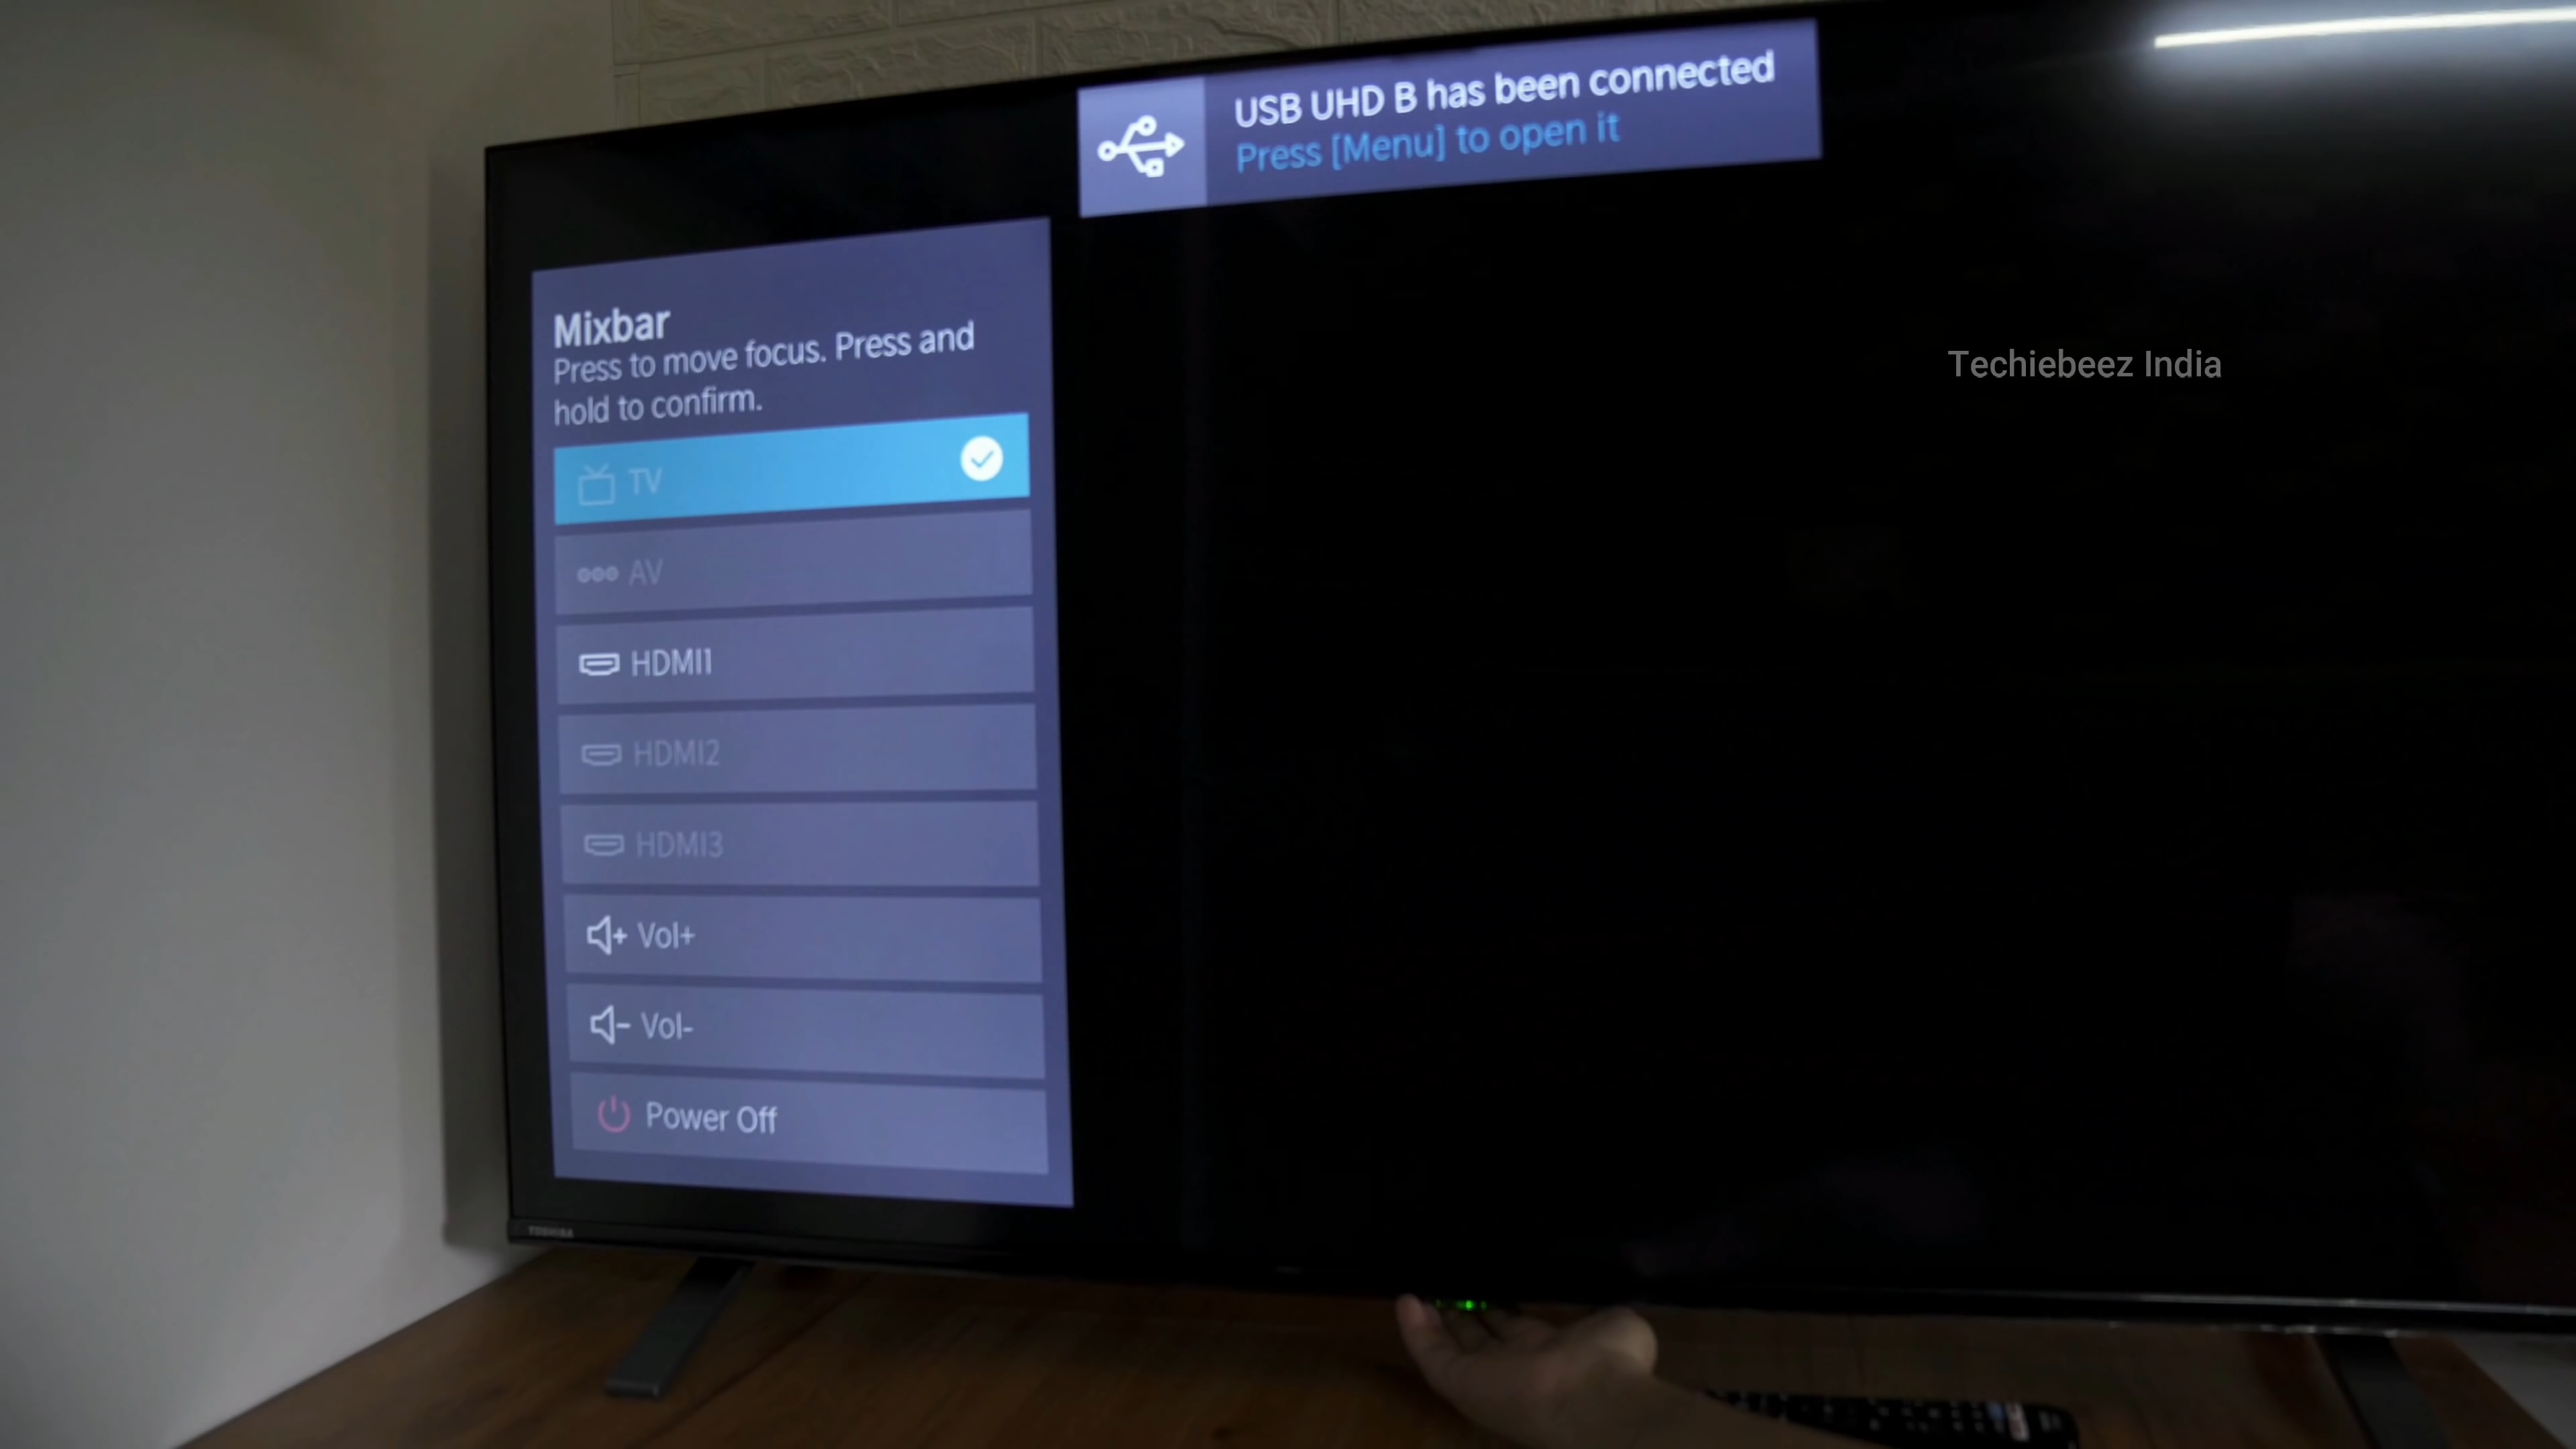 USB UHD B has been connected
Press [Menu] to open it
Mixbar
Press to move focus. Press and
hold to confirm.
TV
AV
HDMI1
HDMI2
HDMI3
Vol+
Vol-
Power Off
Techiebeez India
TOSHIBA